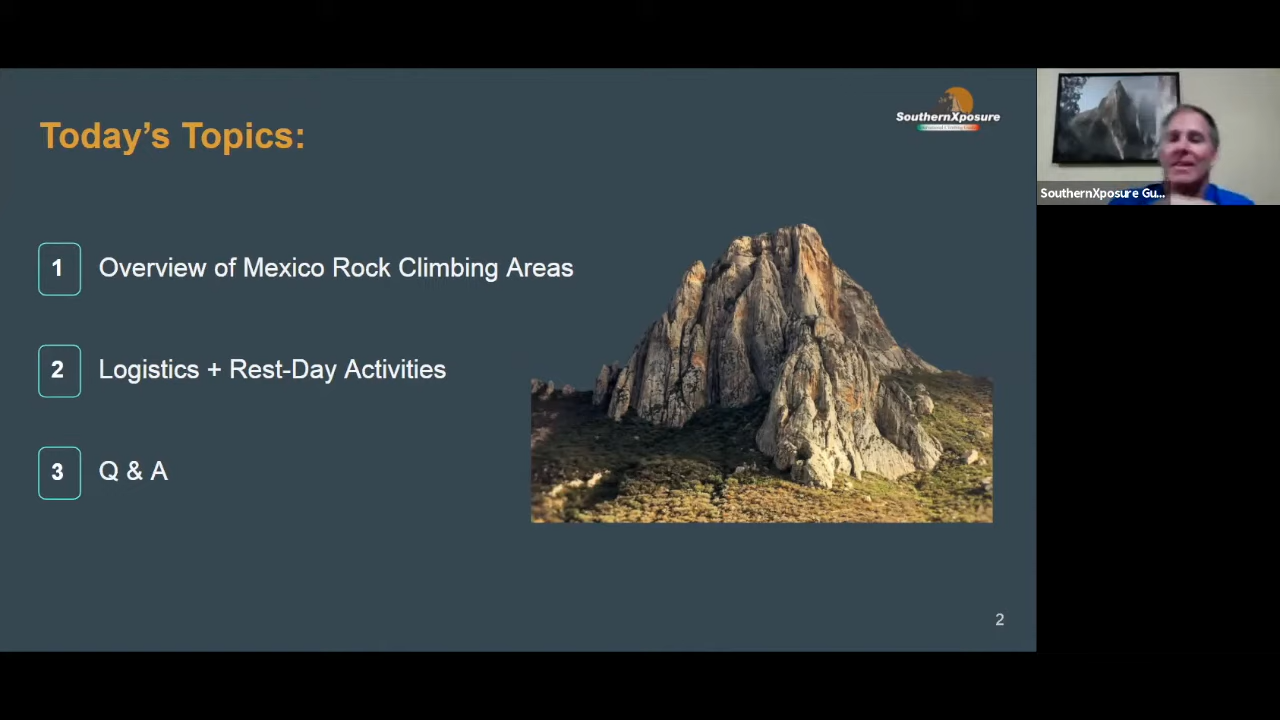 Today's Topics:
SouthernXposure
1
Overview of Mexico Rock Climbing Areas
SouthernXposure Gu...
2
Logistics + Rest-Day Activities
3
Q & A
2